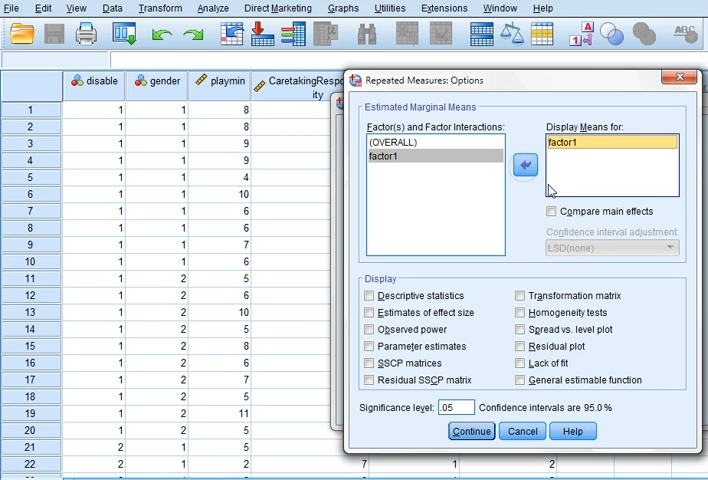 File Edit View Data Transform Analyze Direct Marketing Graphs Utilities Extensions Window Help
disable gender playmin CaretakingRespo
ity
1 1 1 8
2 1 1 8
3 1 1 9
4 1 1 9
5 1 1 4
6 1 1 10
7 1 1 6
8 1 1 6
9 1 1 7
10 1 1 6
11 1 2 5
12 1 2 6
13 1 2 10
14 1 2 5
15 1 2 8
16 1 2 6
17 1 2 7
18 1 2 5
19 1 2 11
20 1 2 5
21 2 1 5
22 2 1 2 7 1 2
Repeated Measures: Options
Estimated Marginal Means
Factor(s) and Factor Interactions:
(OVERALL)
factor1
Display Means for:
factor1
Compare main effects
Confidence interval adjustment:
LSD(none)
Display
Descriptive statistics
Transformation matrix
Estimates of effect size
Homogeneity tests
Observed power
Spread vs. level plot
Parameter estimates
Residual plot
SSCP matrices
Lack of fit
Residual SSCP matrix
General estimable function
Significance level: .05 Confidence intervals are 95.0 %
Continue Cancel Help